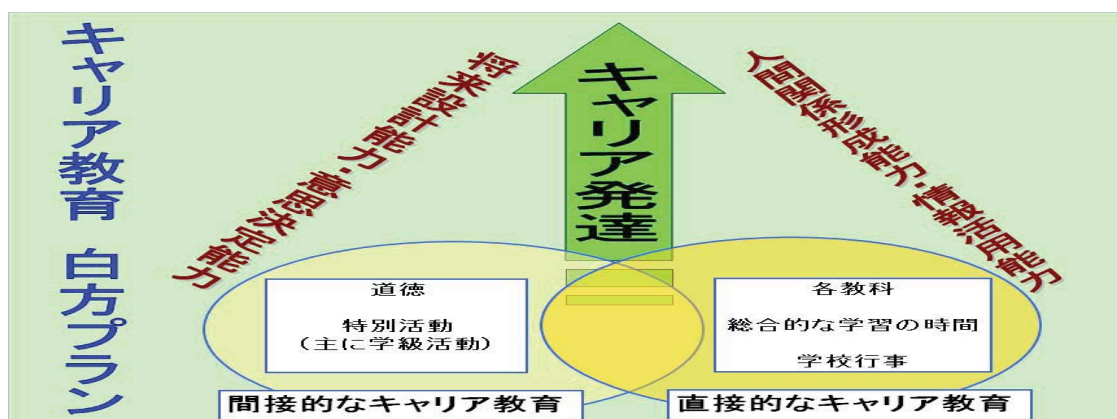 キャリア教育 白方プラン
将来設計能力・意思決定能力
キャリア発達
人間関係形成能力・情報活用能力
道徳
特別活動
（主に学級活動）
各教科
総合的な学習の時間
学校行事
間接的なキャリア教育
直接的なキャリア教育